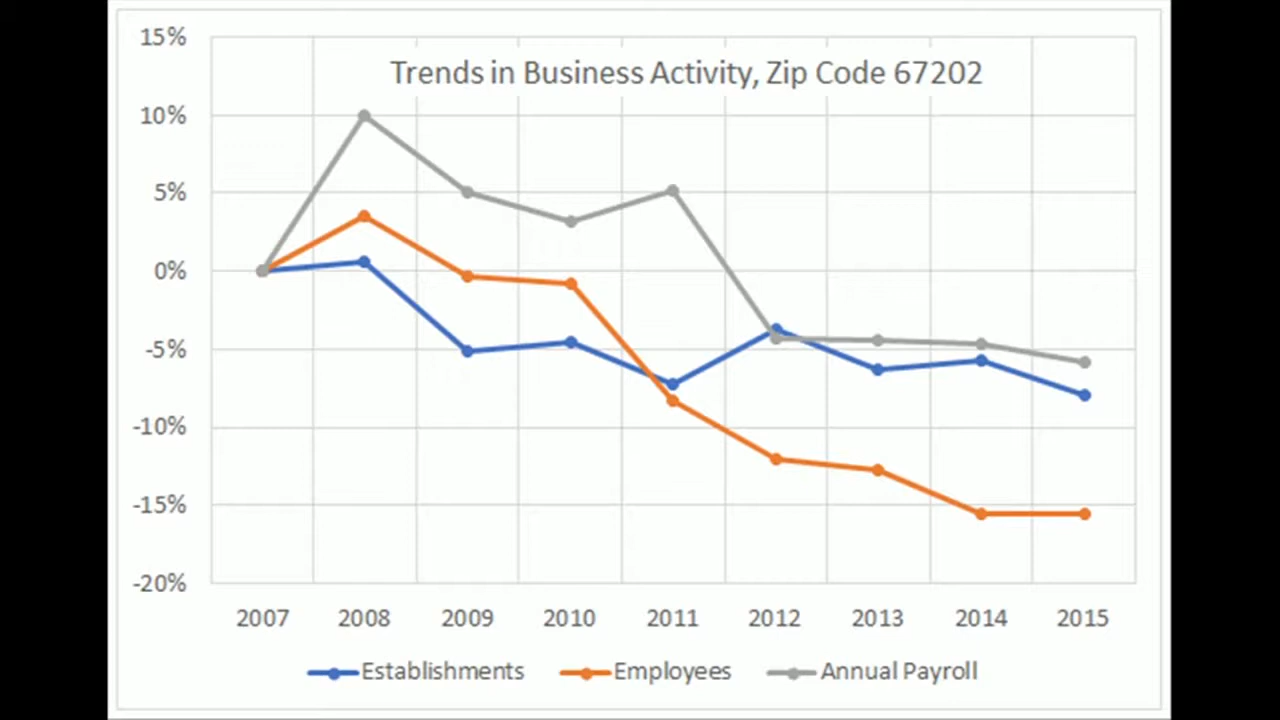 Trends in Business Activity, Zip Code 67202
15%
10%
5%
0%
-5%
-10%
-15%
-20%
2007 2008 2009 2010 2011 2012 2013 2014 2015
Establishments Employees Annual Payroll